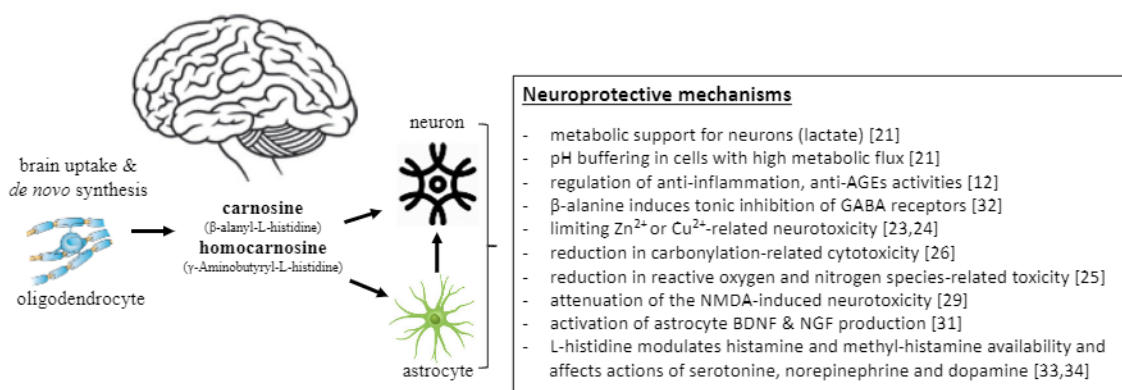 brain uptake &
de novo synthesis
oligodendrocyte
carnosine
(β-alanyl-L-histidine)
homocarnosine
(γ-Aminobutyryl-L-histidine)
neuron
astrocyte
Neuroprotective mechanisms
- metabolic support for neurons (lactate) [21]
- pH buffering in cells with high metabolic flux [21]
- regulation of anti-inflammation, anti-AGEs activities [12]
- β-alanine induces tonic inhibition of GABA receptors [32]
- limiting Zn²⁺ or Cu²⁺-related neurotoxicity [23,24]
- reduction in carbonylation-related cytotoxicity [26]
- reduction in reactive oxygen and nitrogen species-related toxicity [25]
- attenuation of the NMDA-induced neurotoxicity [29]
- activation of astrocyte BDNF & NGF production [31]
- L-histidine modulates histamine and methyl-histamine availability and
affects actions of serotonine, norepinephrine and dopamine [33,34]